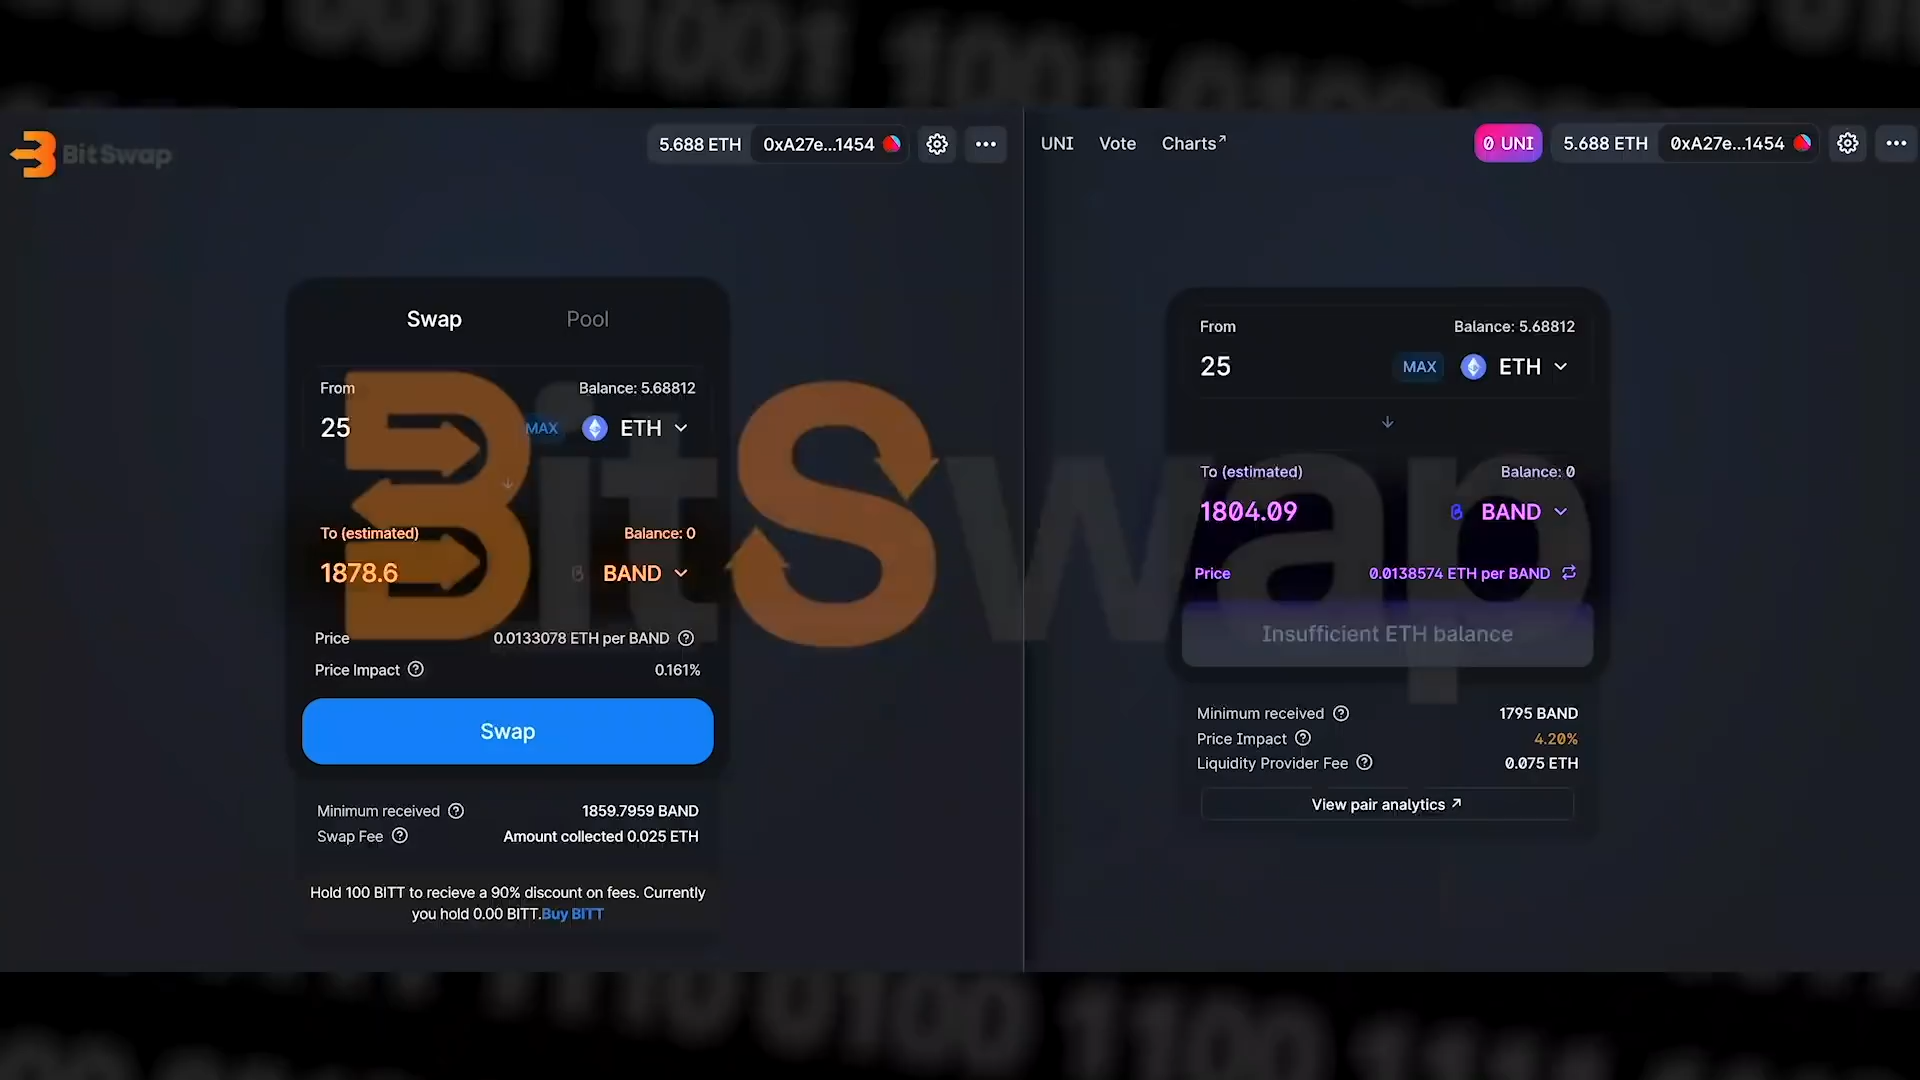 BitSwap
5.688 ETH 0xA27e...1454
Swap Pool
From Balance: 5.68812
25 MAX ETH
To (estimated) Balance: 0
1878.6 BAND
Price 0.0133078 ETH per BAND
Price Impact 0.161%
Swap
Minimum received 1859.7959 BAND
Swap Fee Amount collected 0.025 ETH
Hold 100 BITT to recieve a 90% discount on fees. Currently
you hold 0.00 BITT.Buy BITT
UNI Vote Charts↗ 0 UNI 5.688 ETH 0xA27e...1454
From Balance: 5.68812
25 MAX ETH
To (estimated) Balance: 0
1804.09 BAND
Price 0.0138574 ETH per BAND
Insufficient ETH balance
Minimum received 1795 BAND
Price Impact 4.20%
Liquidity Provider Fee 0.075 ETH
View pair analytics ↗
BitSwap